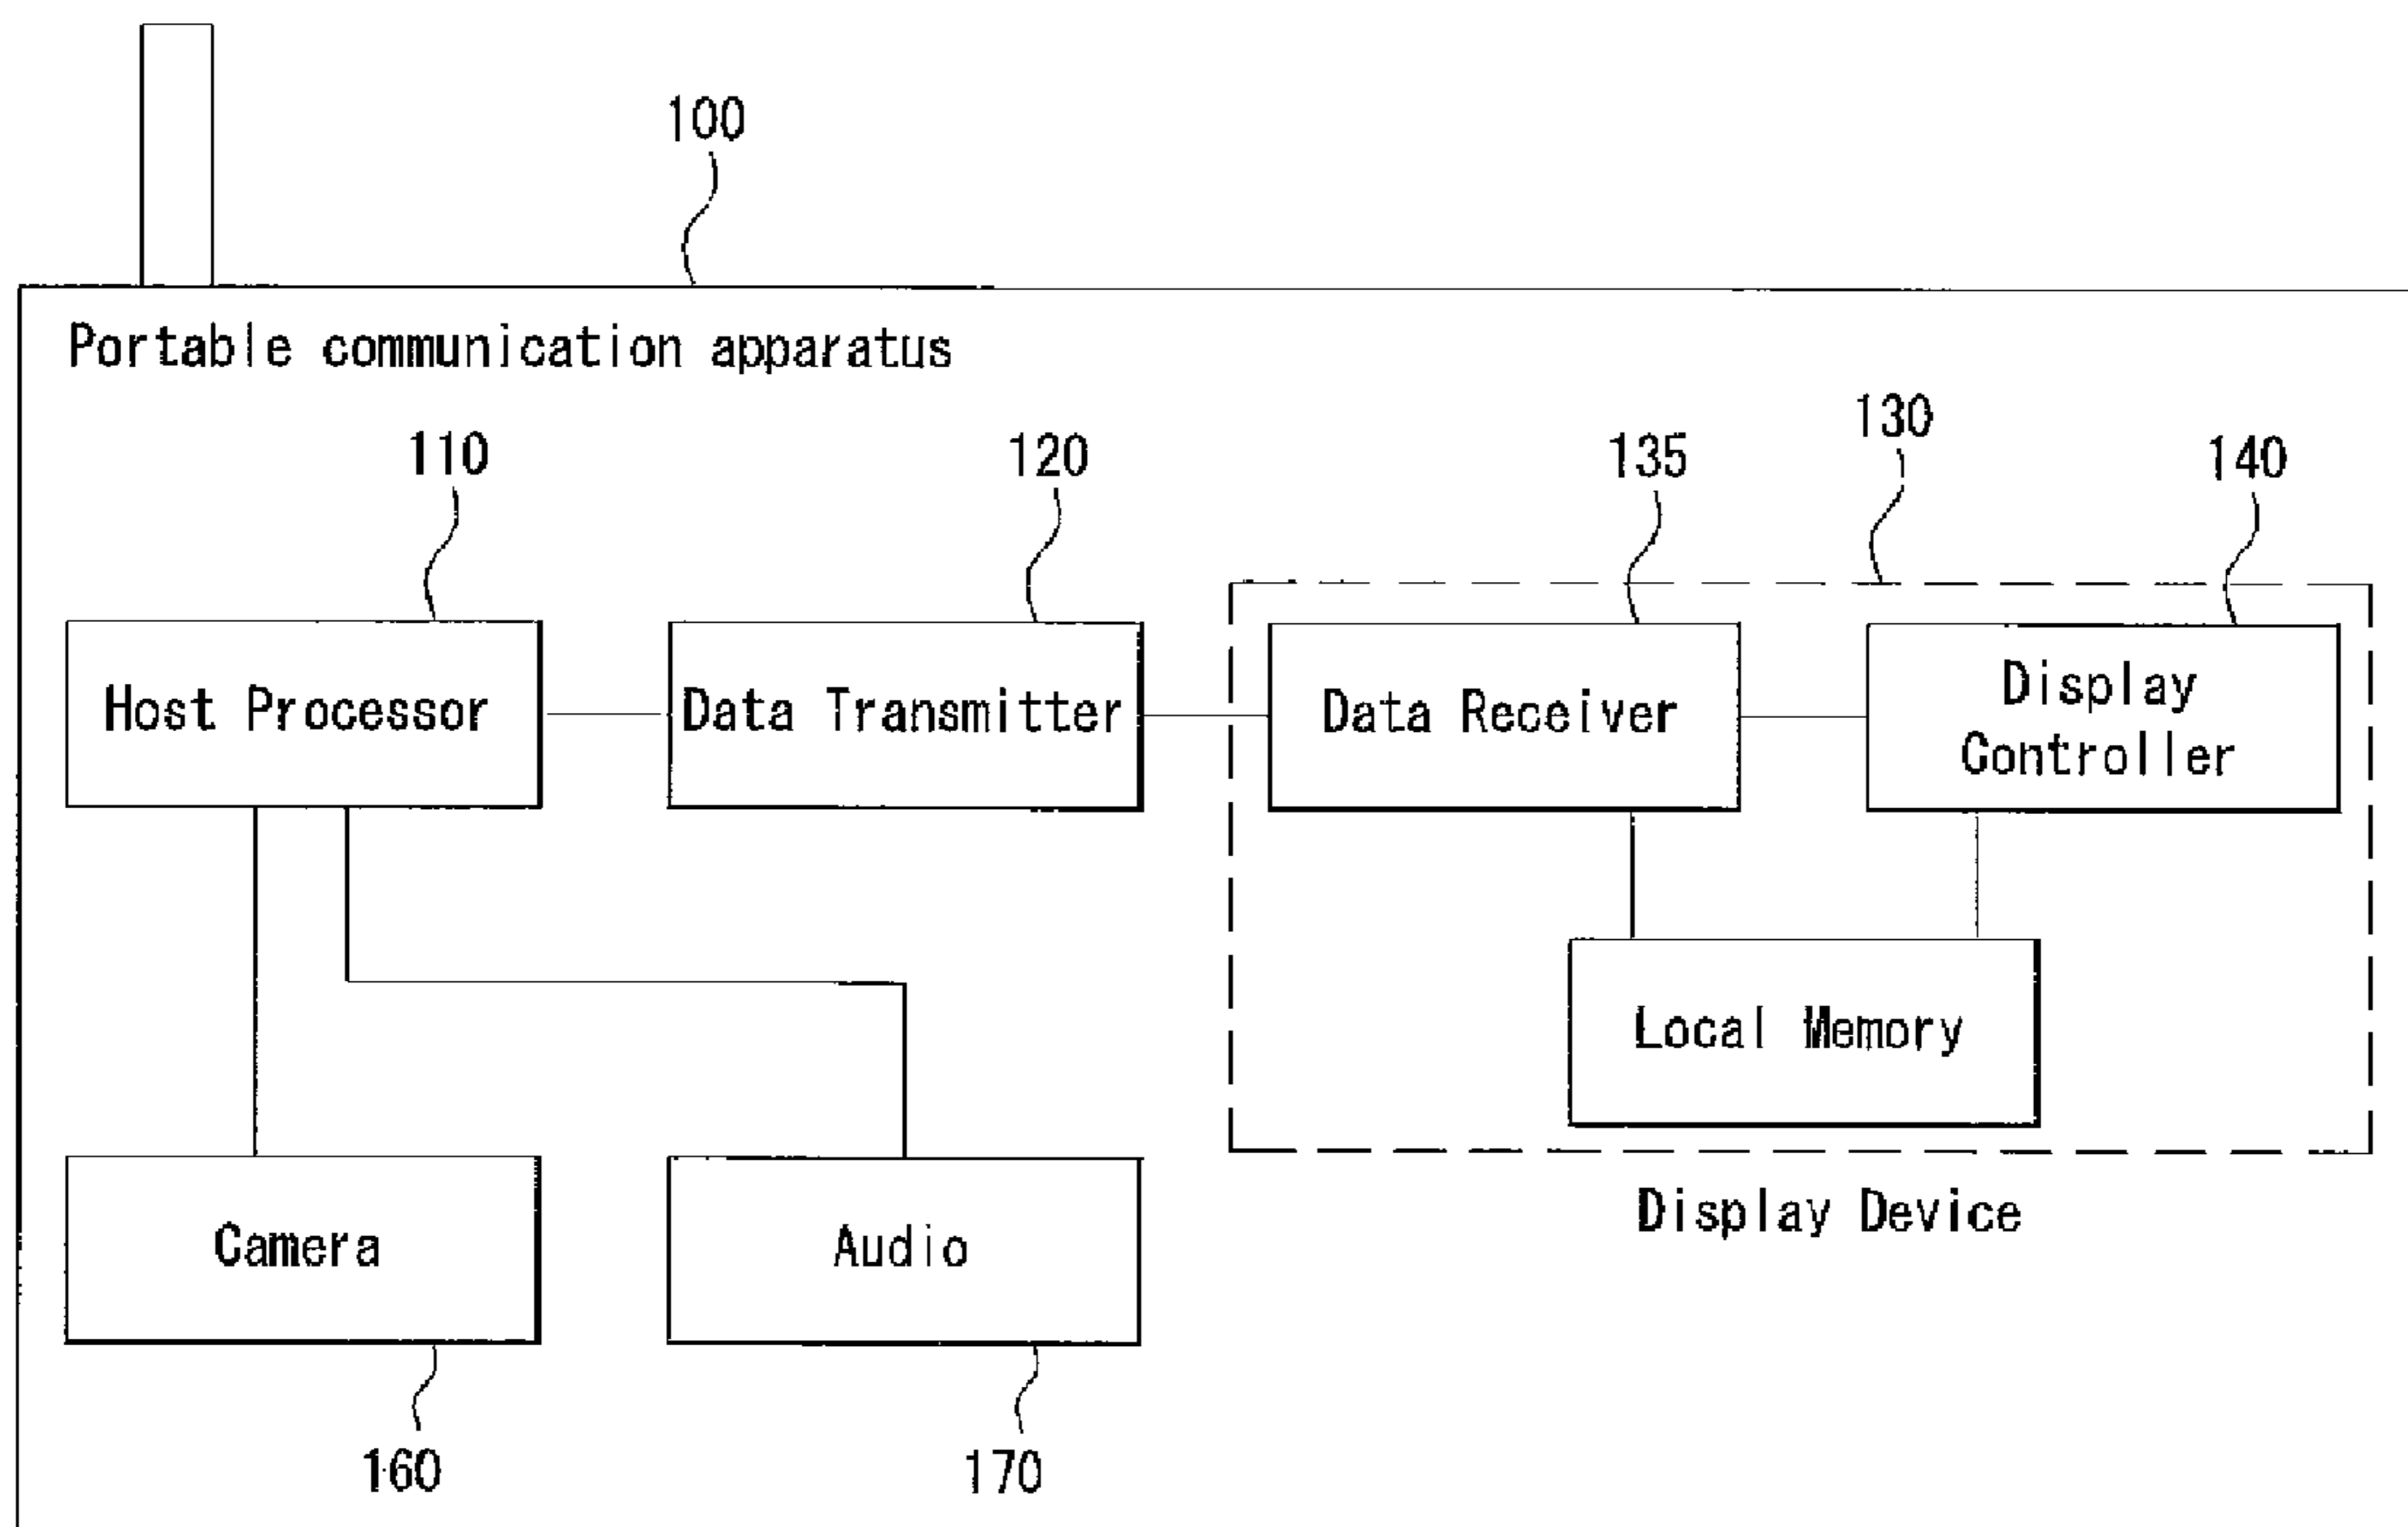 100
Portable communication apparatus
110
120
135
130
140
Host Processor
Data Transmitter
Data Receiver
Display
Controller
Local Memory
Camera
Audio
Display Device
160
170